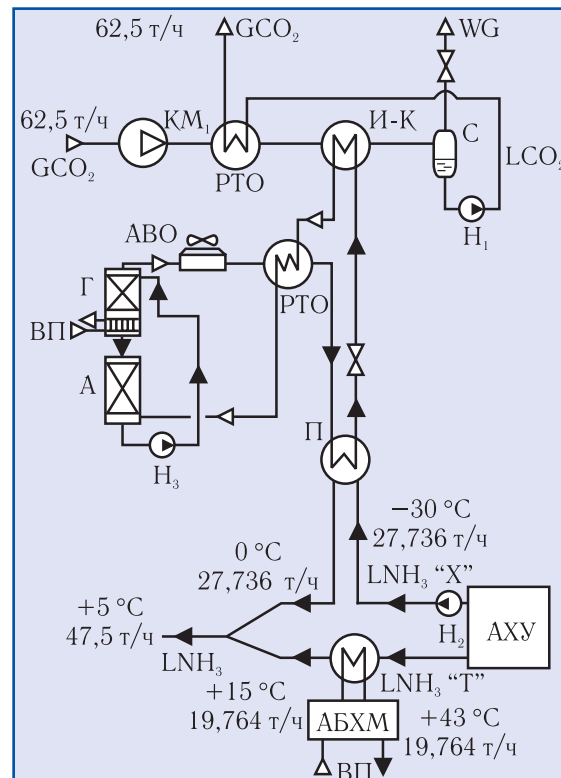 62,5 т/ч
GCO₂
WG
62,5 т/ч
КМ₁
И-К
С
GCO₂
РТО
LCO₂
Н₁
АВО
Г
РТО
ВП
А
П
Н₃
−30 °C
27,736 т/ч
0 °C
27,736 т/ч
LNH₃ “X”
+5 °C
47,5 т/ч
Н₂
АХУ
LNH₃
LNH₃ “T”
+15 °C
19,764 т/ч
АБХМ
+43 °C
19,764 т/ч
ВП